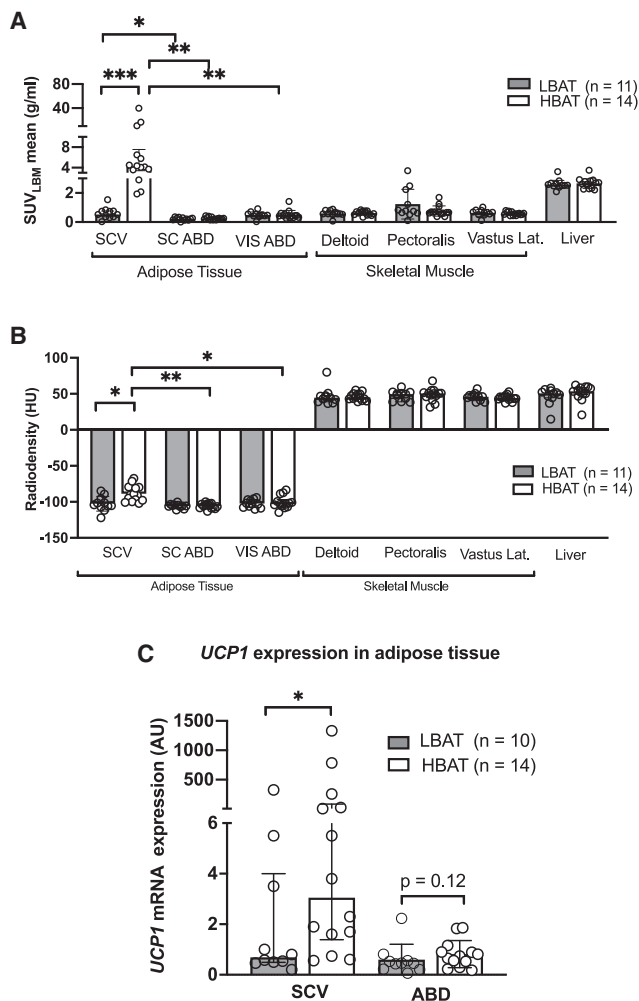 A
*
**
***
**
80
40
8
4
2
0
SUVLBM mean (g/ml)
LBAT (n = 11)
HBAT (n = 14)
SCV SC ABD VIS ABD Deltoid Pectoralis Vastus Lat. Liver
Adipose Tissue Skeletal Muscle
B
*
**
*
100
50
0
-50
-100
-150
Radiodensity (HU)
LBAT (n = 11)
HBAT (n = 14)
SCV SC ABD VIS ABD Deltoid Pectoralis Vastus Lat. Liver
Adipose Tissue Skeletal Muscle
C UCP1 expression in adipose tissue
*
1500
1000
500
6
4
2
0
UCP1 mRNA expression (AU)
LBAT (n = 10)
HBAT (n = 14)
p = 0.12
SCV ABD